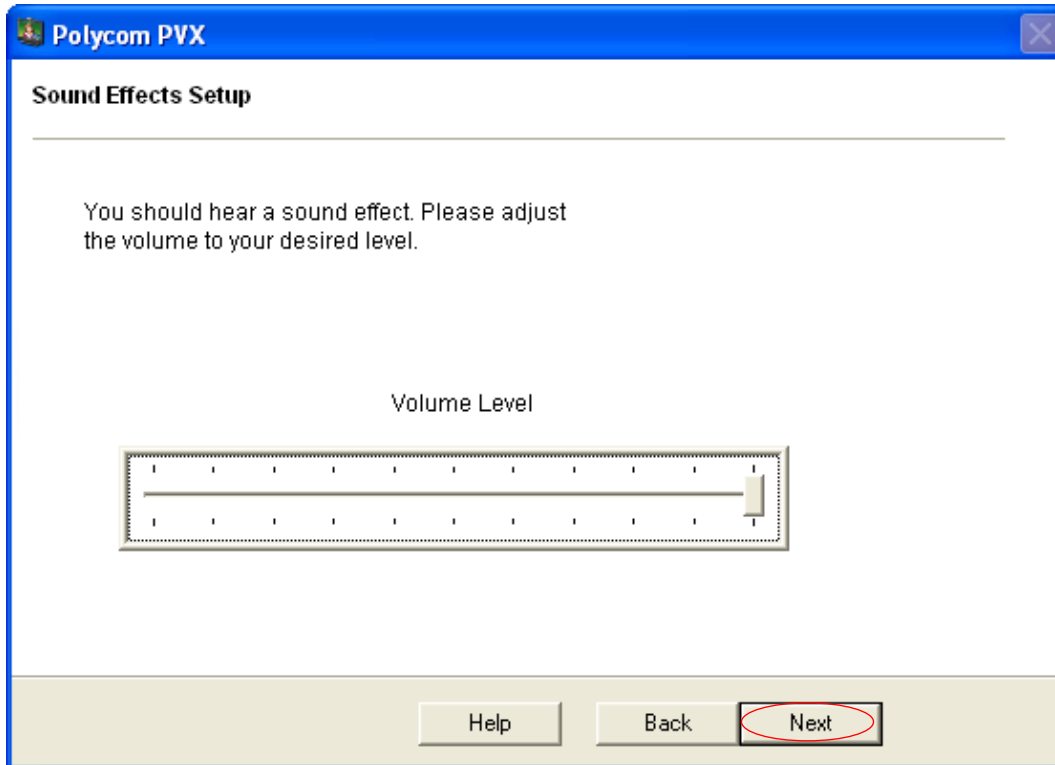 Polycom PVX
Sound Effects Setup
You should hear a sound effect. Please adjust
the volume to your desired level.
Volume Level
Help Back Next